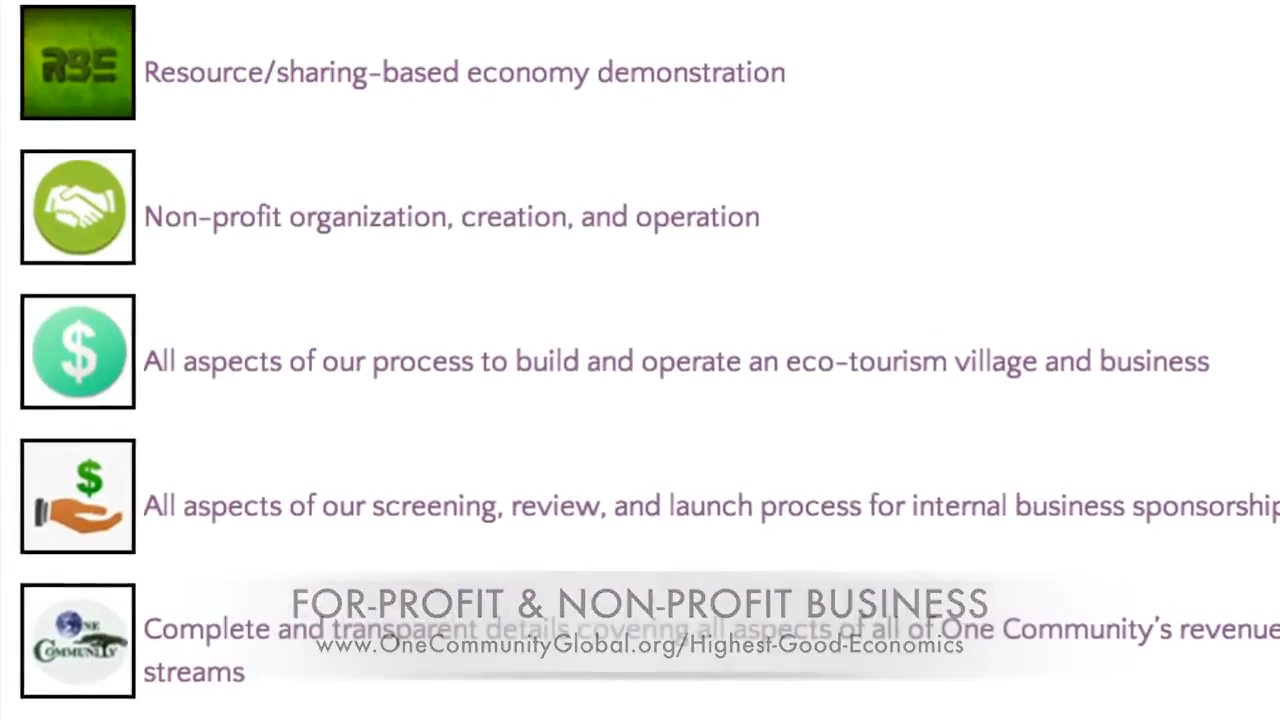 RBE
Resource/sharing-based economy demonstration
Non-profit organization, creation, and operation
$
All aspects of our process to build and operate an eco-tourism village and business
$
All aspects of our screening, review, and launch process for internal business sponsorship
FOR-PROFIT & NON-PROFIT BUSINESS
ONE COMMUNITY
Complete and transparent details covering all aspects of all of One Community's revenue
www.OneCommunityGlobal.org/Highest-Good-Economics
streams